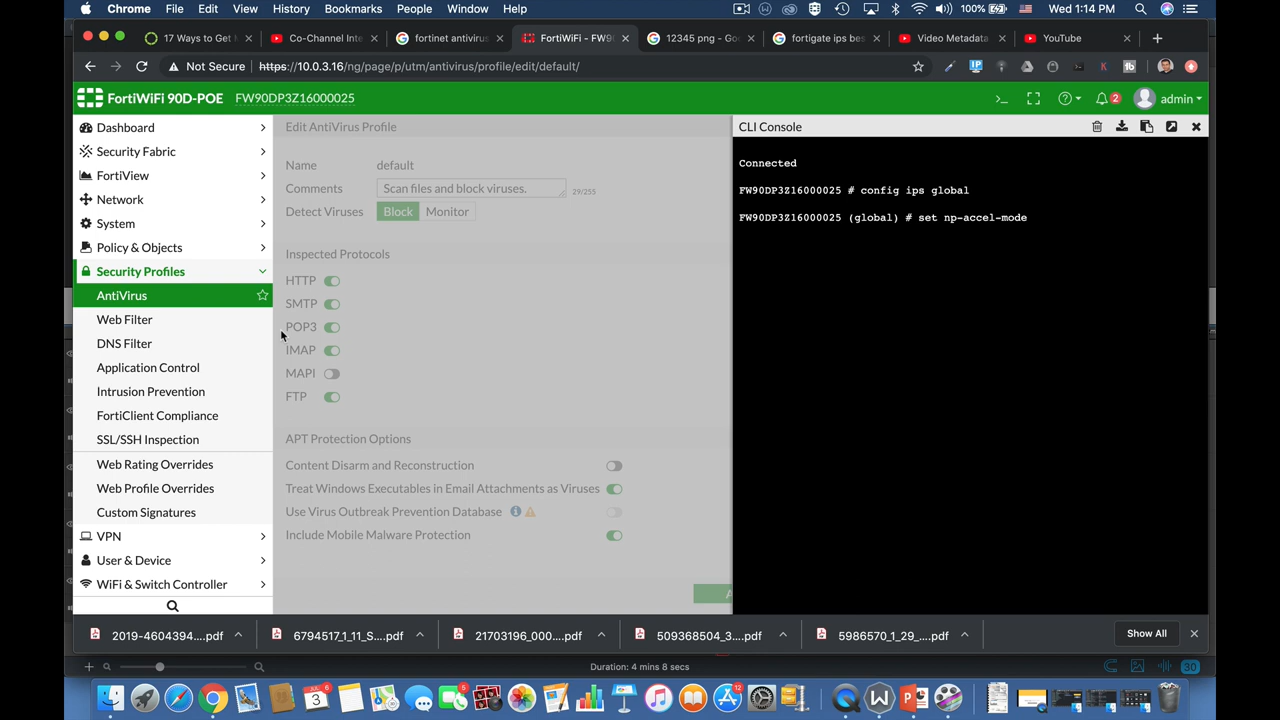 Chrome File Edit View History Bookmarks People Window Help 100% Wed 1:14 PM
17 Ways to Get Co-Channel Inte fortinet antivirus FortiWiFi - FW90 12345 png - Goo fortigate ips bes Video Metadata YouTube
Not Secure https://10.0.3.16/ng/page/p/utm/antivirus/profile/edit/default/
FortiWiFi 90D-POE FW90DP3Z16000025 >_ 2 admin
Dashboard
Security Fabric
FortiView
Network
System
Policy & Objects
Security Profiles
AntiVirus
Web Filter
DNS Filter
Application Control
Intrusion Prevention
FortiClient Compliance
SSL/SSH Inspection
Web Rating Overrides
Web Profile Overrides
Custom Signatures
VPN
User & Device
WiFi & Switch Controller
Edit AntiVirus Profile
Name default
Comments Scan files and block viruses. 29/255
Detect Viruses Block Monitor
Inspected Protocols
HTTP
SMTP
POP3
IMAP
MAPI
FTP
APT Protection Options
Content Disarm and Reconstruction
Treat Windows Executables in Email Attachments as Viruses
Use Virus Outbreak Prevention Database
Include Mobile Malware Protection
CLI Console
Connected
FW90DP3Z16000025 # config ips global
FW90DP3Z16000025 (global) # set np-accel-mode
2019-4604394....pdf 6794517_1_11_S....pdf 21703196_000....pdf 509368504_3....pdf 5986570_1_29_....pdf Show All
Duration: 4 mins 8 secs 30